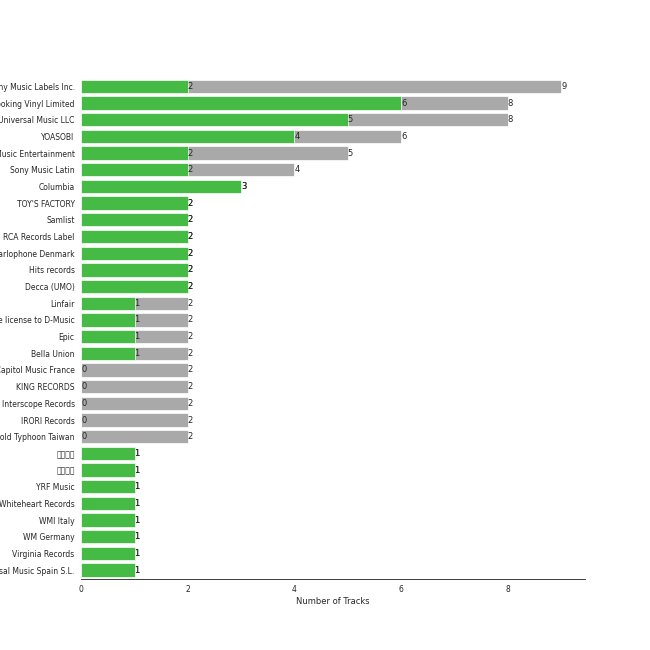 ny Music Labels Inc.
2
9
oking Vinyl Limited
6
8
Universal Music LLC
5
8
YOASOBI
4
6
Music Entertainment
2
5
Sony Music Latin
2
4
Columbia
3
TOY'S FACTORY
2
Samlist
2
RCA Records Label
2
arlophone Denmark
2
Hits records
2
Decca (UMO)
2
Linfair
1
2
e license to D-Music
1
2
Epic
1
2
Bella Union
1
2
Capitol Music France
0
2
KING RECORDS
0
2
Interscope Records
0
2
IRORI Records
0
2
old Typhoon Taiwan
0
2
1
1
YRF Music
1
Whiteheart Records
1
WMI Italy
1
WM Germany
1
Virginia Records
1
sal Music Spain S.L.
1
0
2
4
6
8
Number of Tracks